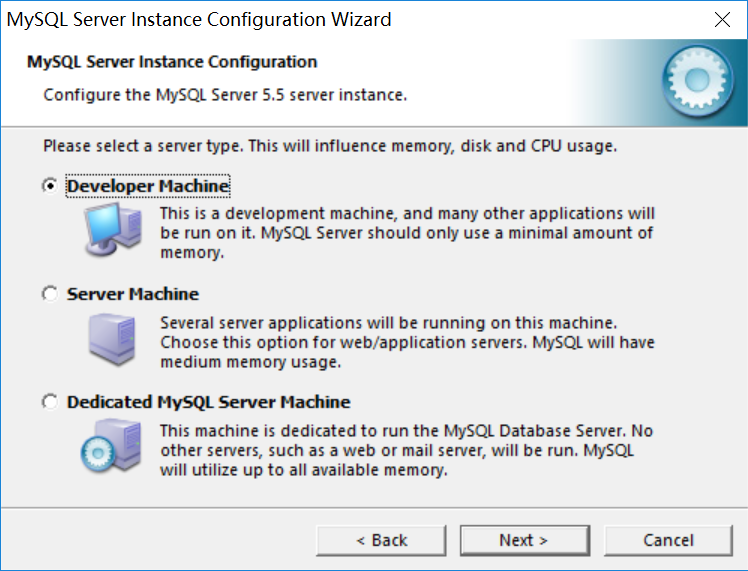 MySQL Server Instance Configuration Wizard
MySQL Server Instance Configuration
Configure the MySQL Server 5.5 server instance.
Please select a server type. This will influence memory, disk and CPU usage.
Developer Machine
This is a development machine, and many other applications will
be run on it. MySQL Server should only use a minimal amount of
memory.
Server Machine
Several server applications will be running on this machine.
Choose this option for web/application servers. MySQL will have
medium memory usage.
Dedicated MySQL Server Machine
This machine is dedicated to run the MySQL Database Server. No
other servers, such as a web or mail server, will be run. MySQL
will utilize up to all available memory.
< Back
Next >
Cancel